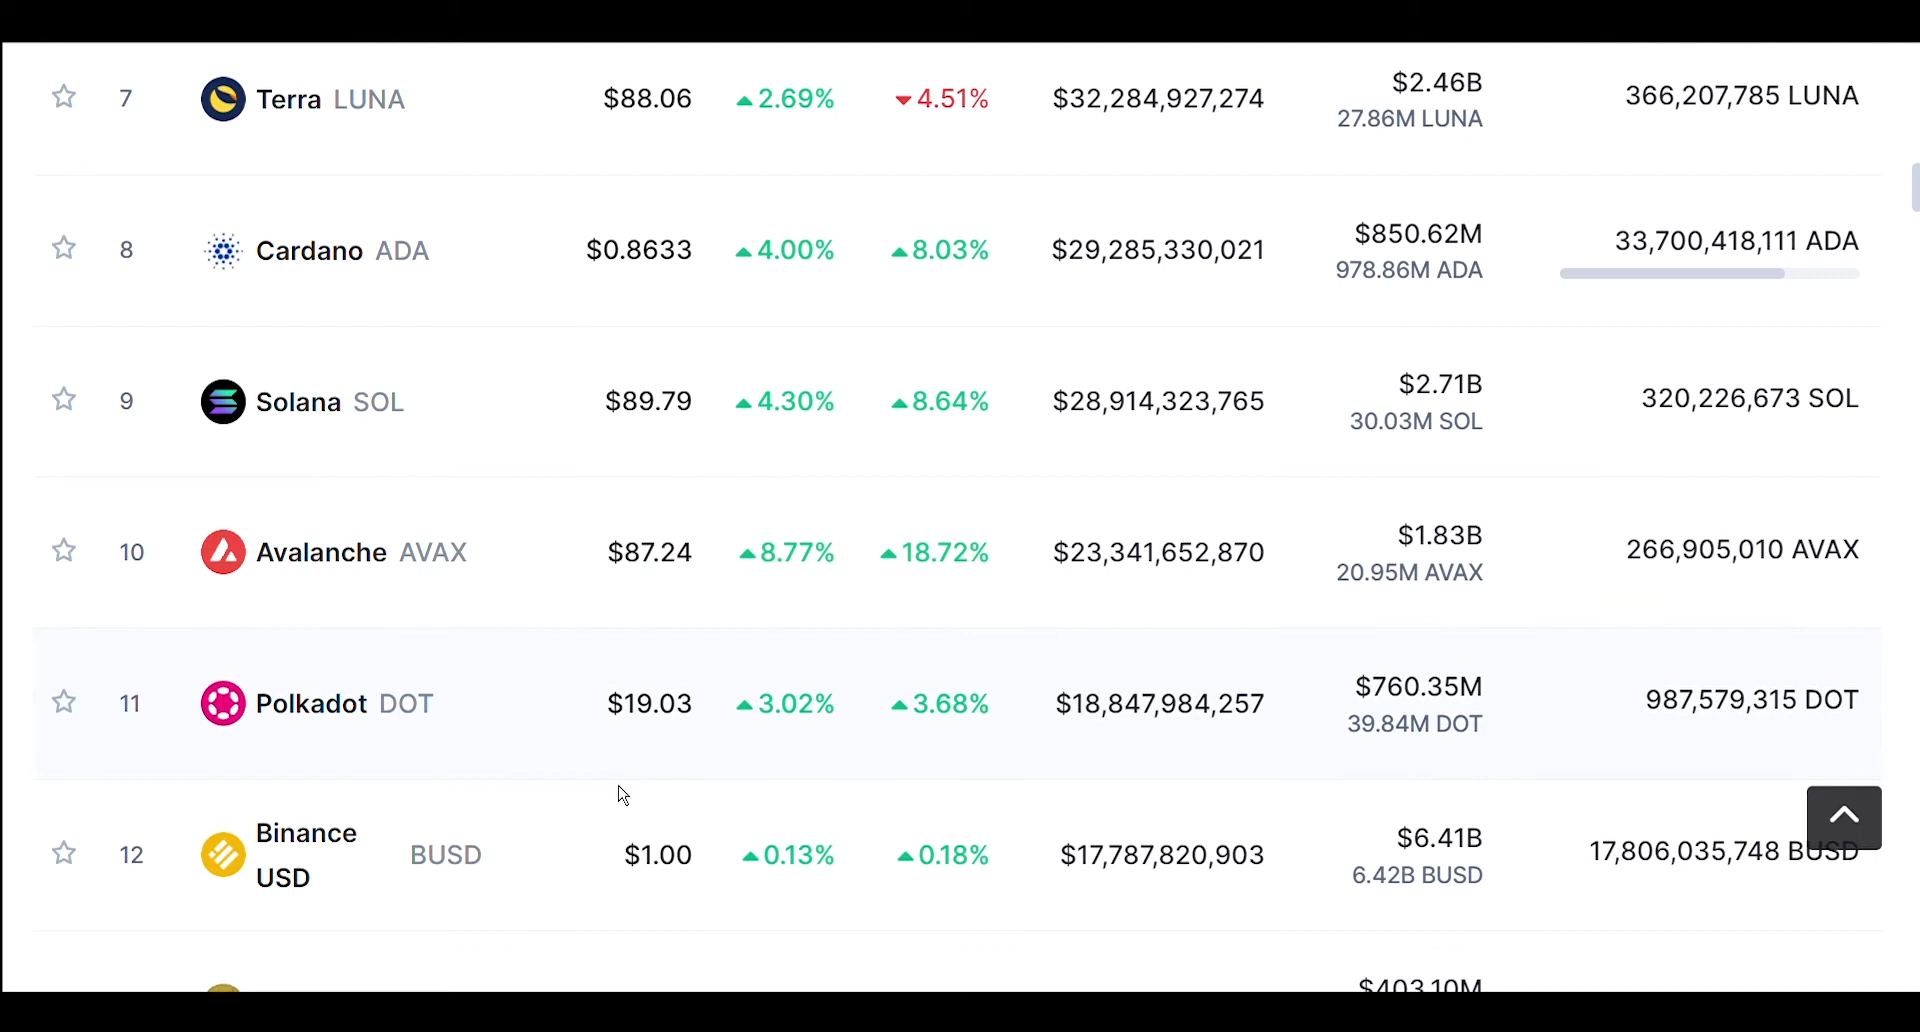 7 Terra LUNA $88.06 2.69% 4.51% $32,284,927,274 $2.46B 366,207,785 LUNA
27.86M LUNA
8 Cardano ADA $0.8633 4.00% 8.03% $29,285,330,021 $850.62M 33,700,418,111 ADA
978.86M ADA
9 Solana SOL $89.79 4.30% 8.64% $28,914,323,765 $2.71B 320,226,673 SOL
30.03M SOL
10 Avalanche AVAX $87.24 8.77% 18.72% $23,341,652,870 $1.83B 266,905,010 AVAX
20.95M AVAX
11 Polkadot DOT $19.03 3.02% 3.68% $18,847,984,257 $760.35M 987,579,315 DOT
39.84M DOT
12 Binance USD BUSD $1.00 0.13% 0.18% $17,787,820,903 $6.41B 17,806,035,748 BUSD
6.42B BUSD
$403.10M